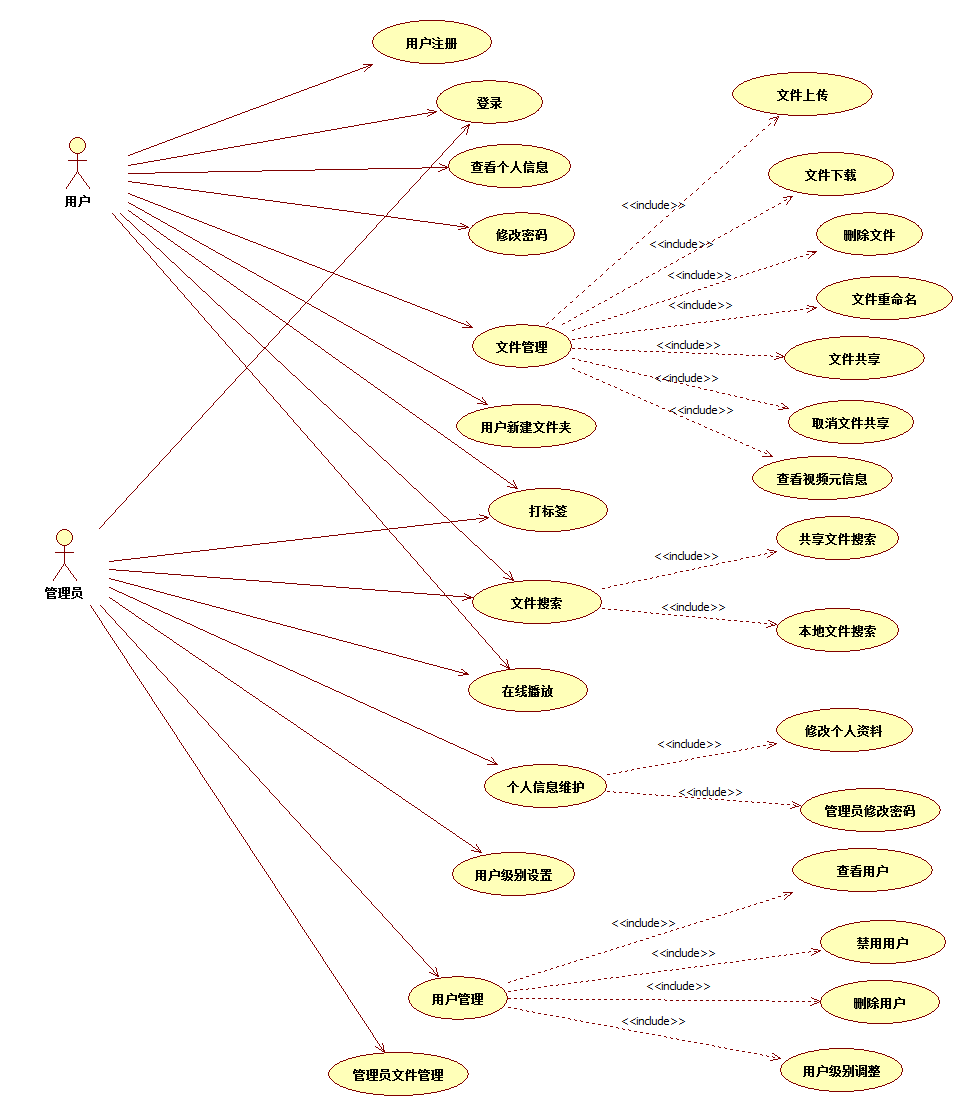 用户注册
登录
文件上传
查看个人信息
文件下载
用户
<<include>>
修改密码
删除文件
<<include>>
<<include>>
文件重命名
<<include>>
文件管理
<<include>>
文件共享
<<include>>
用户新建文件夹
<<include>>
取消文件共享
查看视频元信息
打标签
共享文件搜索
<<include>>
管理员
文件搜索
<<include>>
本地文件搜索
在线播放
修改个人资料
<<include>>
个人信息维护
<<include>>
管理员修改密码
用户级别设置
查看用户
<<include>>
禁用用户
<<include>>
<<include>>
用户管理
删除用户
<<include>>
管理员文件管理
用户级别调整